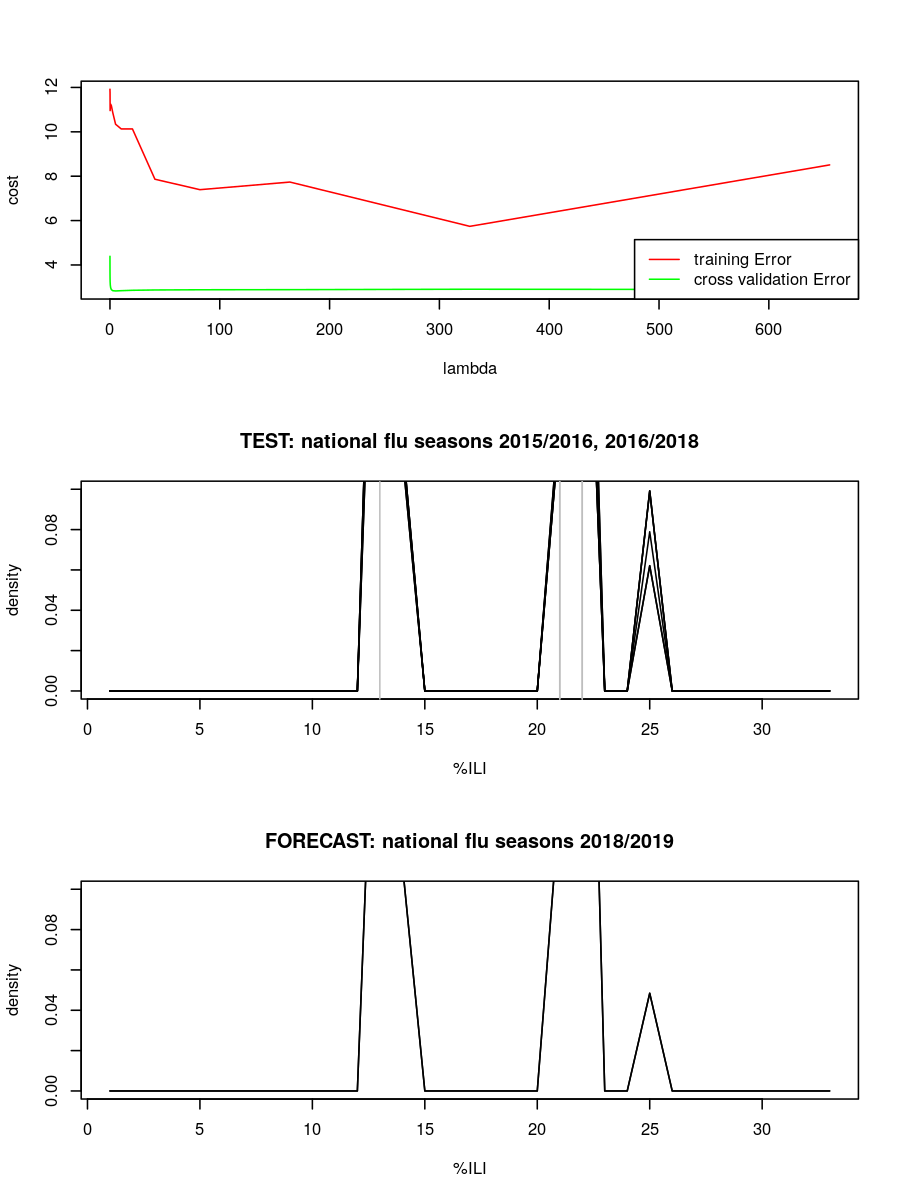 12
10
8
6
4
cost
training Error
cross validation Error
0 100 200 300 400 500 600
lambda
TEST: national flu seasons 2015/2016, 2016/2018
0.08
0.04
0.00
density
0 5 10 15 20 25 30
%ILI
FORECAST: national flu seasons 2018/2019
0.08
0.04
0.00
density
0 5 10 15 20 25 30
%ILI